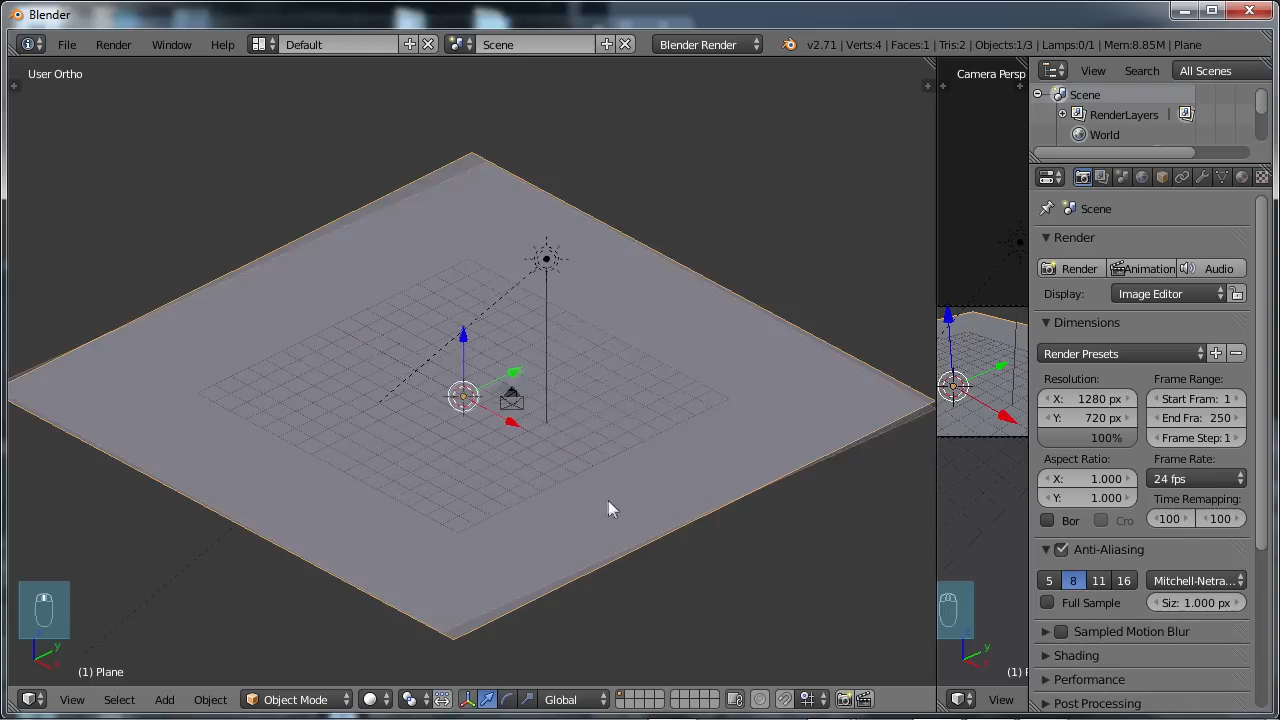 Blender
File Render Window Help Default Scene Blender Render v2.71 | Verts:4 | Faces:1 | Tris:2 | Objects:1/3 | Lamps:0/1 | Mem:8.85M | Plane
User Ortho
Camera Persp
View Search All Scenes
Scene
RenderLayers
World
Scene
Render
Render Animation Audio
Display: Image Editor
Dimensions
Render Presets
Resolution: Frame Range:
X: 1280 px Start Fram: 1
Y: 720 px End Fra: 250
100% Frame Step: 1
Aspect Ratio: Frame Rate:
X: 1.000 24 fps
Y: 1.000 Time Remapping:
Bor Cro 100 100
Anti-Aliasing
5 8 11 16 Mitchell-Netra...
Full Sample Siz: 1.000 px
Sampled Motion Blur
Shading
Performance
Post Processing
z y x
z y x
(1) Plane
View Select Add Object Object Mode Global View